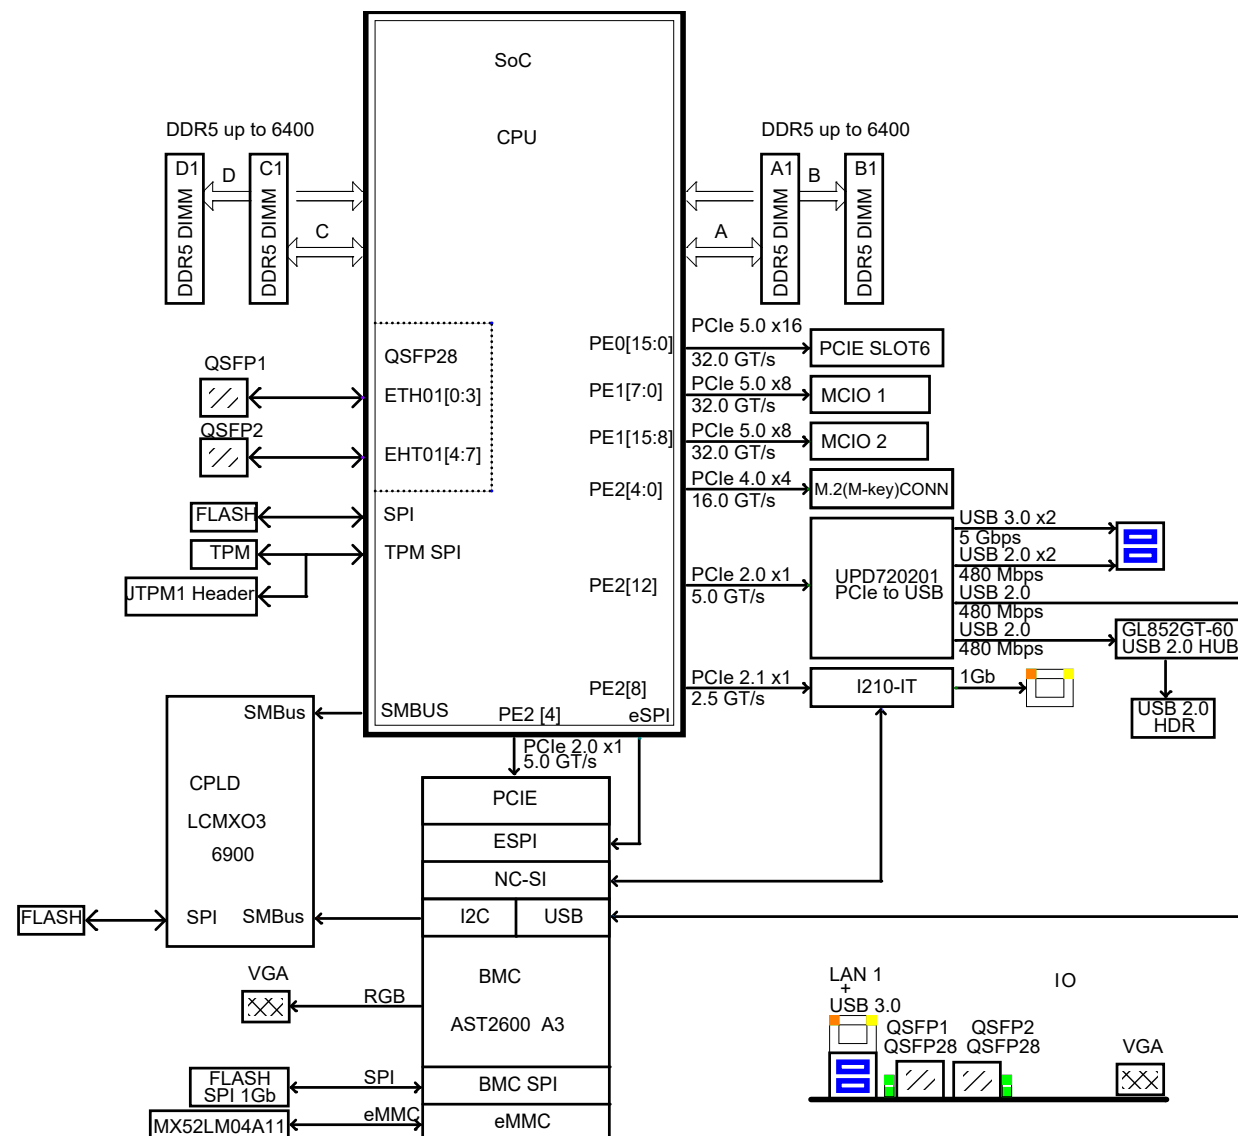 SoC
CPU
DDR5 up to 6400
DDR5 up to 6400
D1
DDR5 DIMM
D
C1
DDR5 DIMM
C
A1
DDR5 DIMM
B
A
B1
DDR5 DIMM
QSFP1
QSFP2
QSFP28
ETH01[0:3]
EHT01[4:7]
FLASH
SPI
TPM
TPM SPI
JTPM1 Header
PE0[15:0]
PCIe 5.0 x16
32.0 GT/s
PCIE SLOT6
PE1[7:0]
PCIe 5.0 x8
32.0 GT/s
MCIO 1
PE1[15:8]
PCIe 5.0 x8
32.0 GT/s
MCIO 2
PE2[4:0]
PCIe 4.0 x4
16.0 GT/s
M.2(M-key)CONN
PE2[12]
PCIe 2.0 x1
5.0 GT/s
UPD720201
PCIe to USB
USB 3.0 x2
5 Gbps
USB 2.0 x2
480 Mbps
USB 2.0
480 Mbps
USB 2.0
480 Mbps
GL852GT-60
USB 2.0 HUB
USB 2.0
HDR
PE2[8]
PCIe 2.1 x1
2.5 GT/s
I210-IT
1Gb
SMBUS
PE2 [4]
eSPI
PCIe 2.0 x1
5.0 GT/s
SMBus
CPLD
LCMXO3
6900
SPI
SMBus
FLASH
PCIE
ESPI
NC-SI
I2C
USB
BMC
AST2600 A3
VGA
RGB
FLASH
SPI 1Gb
SPI
BMC SPI
MX52LM04A11
eMMC
eMMC
LAN 1
+
USB 3.0
IO
QSFP1
QSFP28
QSFP2
QSFP28
VGA